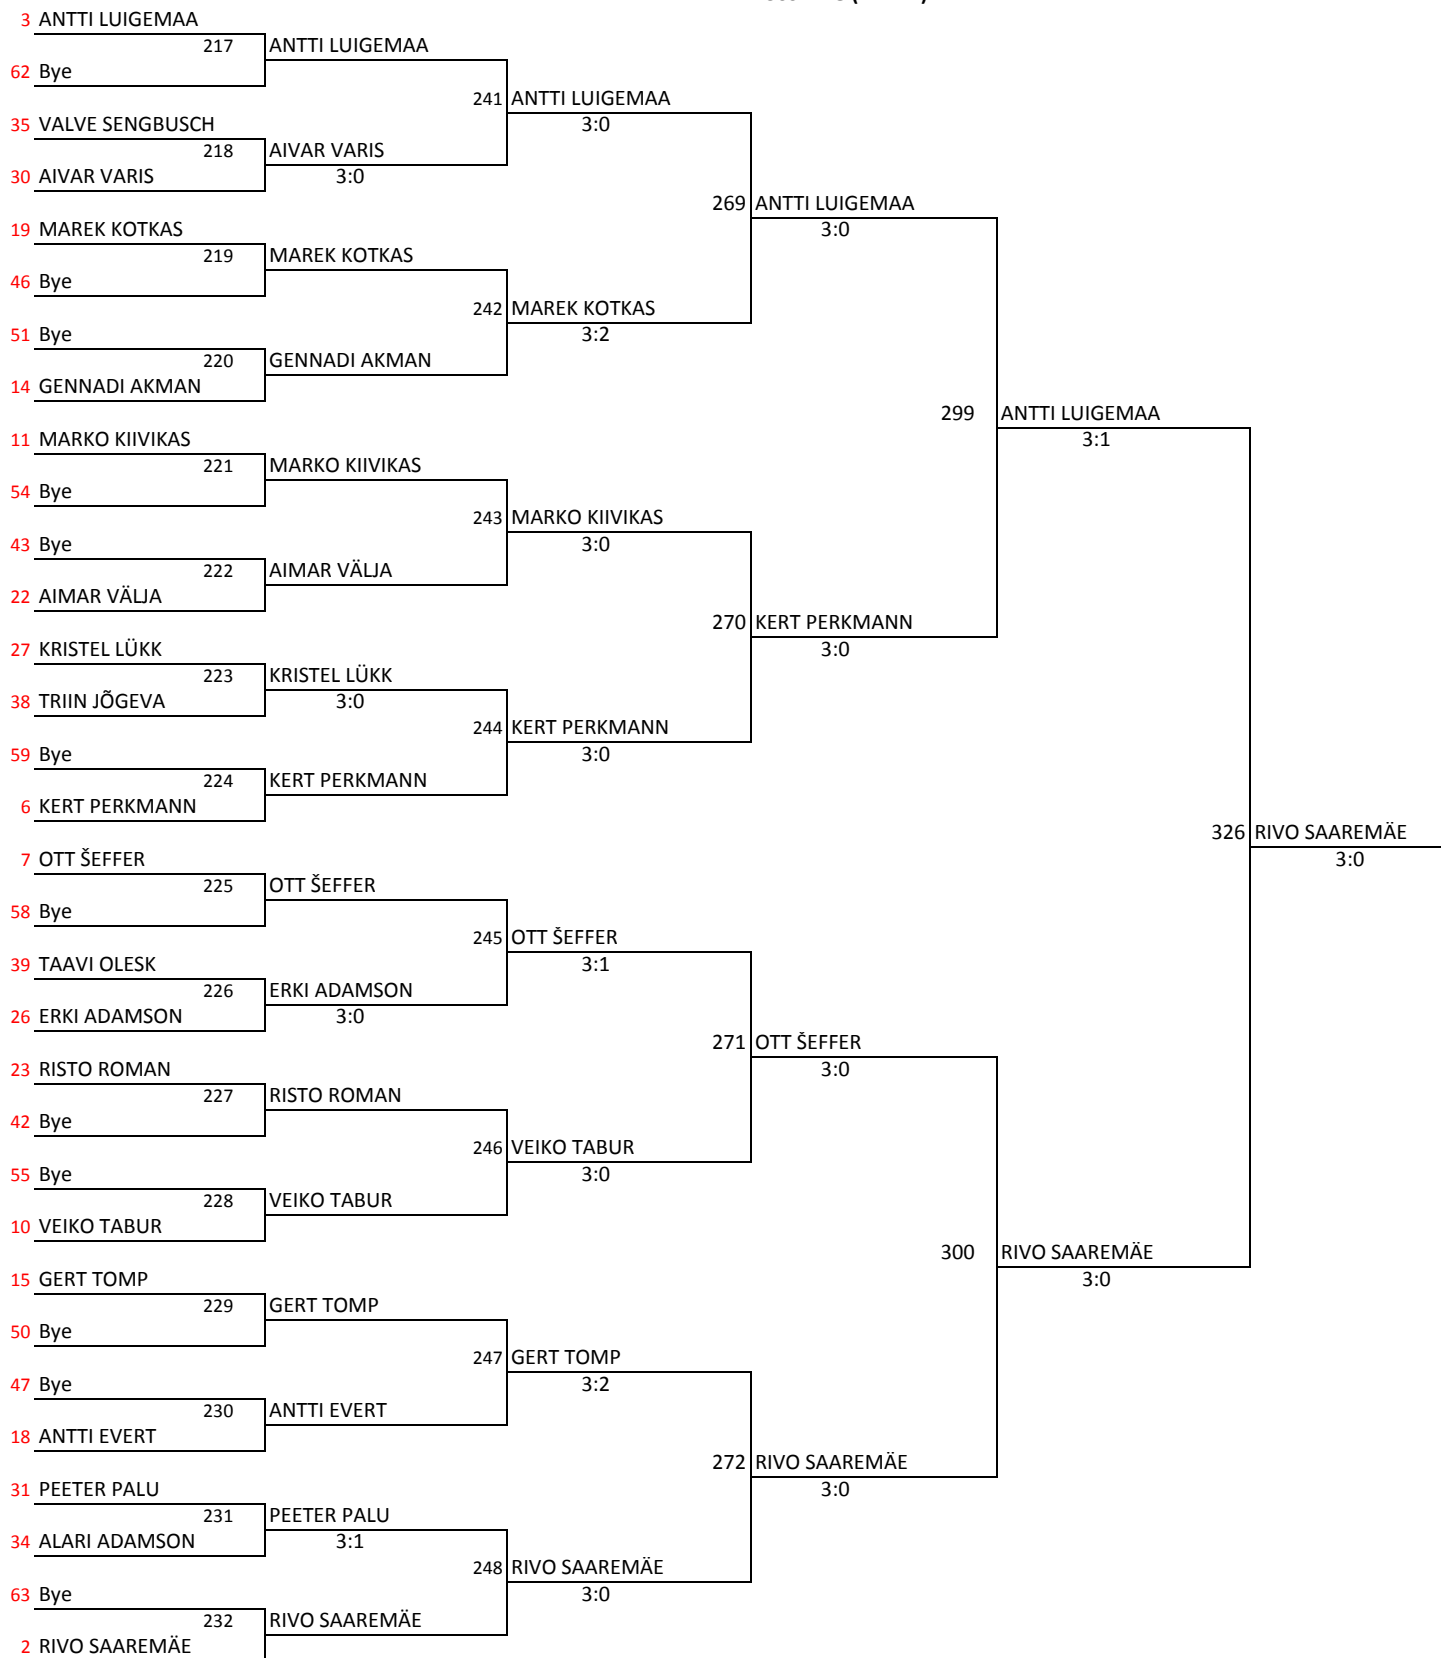 3 ANTTI LUIGEMAA
217 ANTTI LUIGEMAA
62 Bye
241 ANTTI LUIGEMAA
35 VALVE SENGBUSCH 3:0
218 AIVAR VARIS
30 AIVAR VARIS 3:0
269 ANTTI LUIGEMAA
19 MAREK KOTKAS 3:0
219 MAREK KOTKAS
46 Bye
242 MAREK KOTKAS
51 Bye 3:2
220 GENNADI AKMAN
14 GENNADI AKMAN
299 ANTTI LUIGEMAA
11 MARKO KIIVIKAS 3:1
221 MARKO KIIVIKAS
54 Bye
243 MARKO KIIVIKAS
43 Bye 3:0
222 AIMAR VÄLJA
22 AIMAR VÄLJA
270 KERT PERKMANN
27 KRISTEL LÜKK 3:0
223 KRISTEL LÜKK
38 TRIIN JÕGEVA 3:0
244 KERT PERKMANN
59 Bye 3:0
224 KERT PERKMANN
6 KERT PERKMANN
326 RIVO SAAREMÄE
7 OTT ŠEFFER 3:0
225 OTT ŠEFFER
58 Bye
245 OTT ŠEFFER
39 TAAVI OLESK 3:1
226 ERKI ADAMSON
26 ERKI ADAMSON 3:0
271 OTT ŠEFFER
23 RISTO ROMAN 3:0
227 RISTO ROMAN
42 Bye
246 VEIKO TABUR
55 Bye 3:0
228 VEIKO TABUR
10 VEIKO TABUR
300 RIVO SAAREMÄE
15 GERT TOMP 3:0
229 GERT TOMP
50 Bye
247 GERT TOMP
47 Bye 3:2
230 ANTTI EVERT
18 ANTTI EVERT
272 RIVO SAAREMÄE
31 PEETER PALU 3:0
231 PEETER PALU
34 ALARI ADAMSON 3:1
248 RIVO SAAREMÄE
63 Bye 3:0
232 RIVO SAAREMÄE
2 RIVO SAAREMÄE